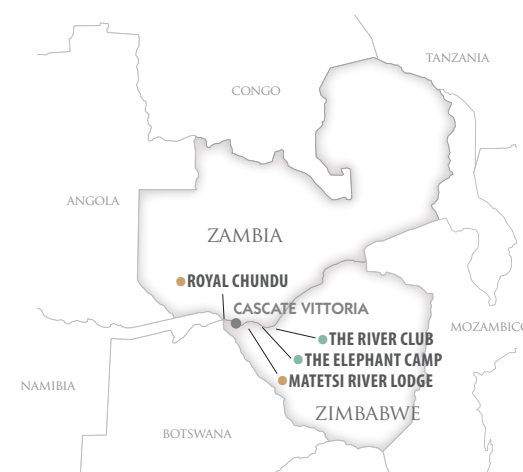 TANZANIA
CONGO
ANGOLA
ZAMBIA
ROYAL CHUNDU
CASCATE VITTORIA
MOZAMBICO
THE RIVER CLUB
THE ELEPHANT CAMP
MATETSI RIVER LODGE
NAMIBIA
ZIMBABWE
BOTSWANA